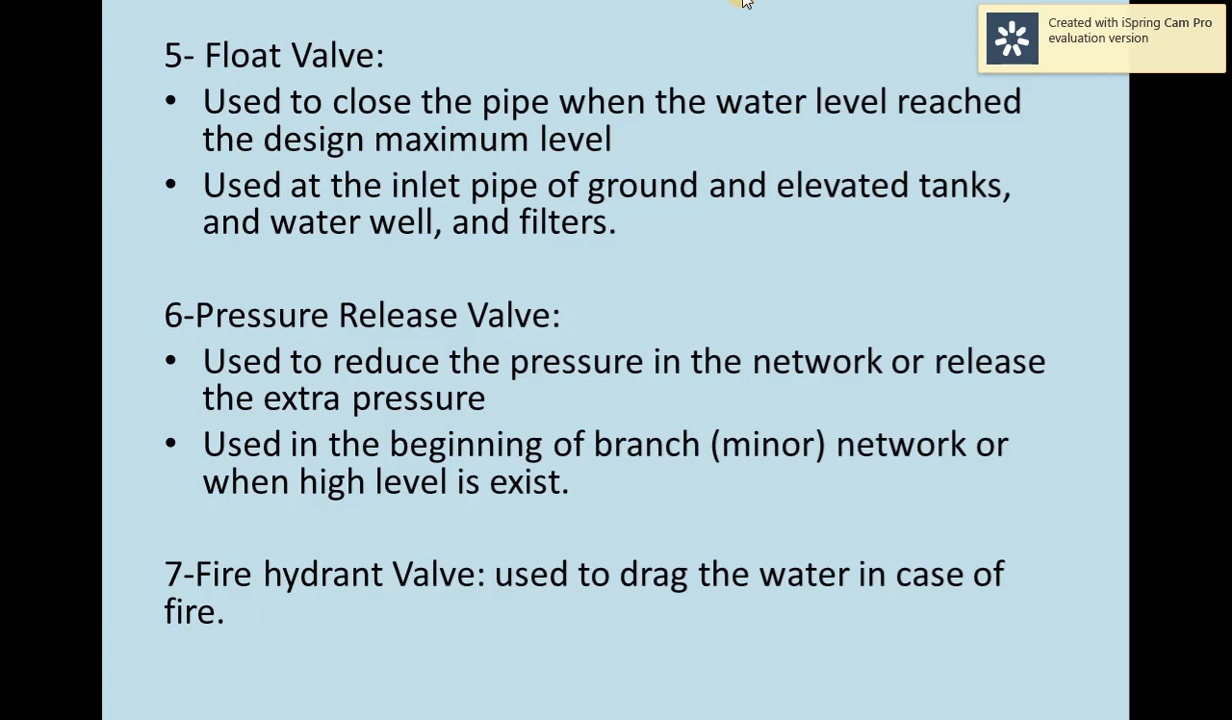 Created with iSpring Cam Pro
evaluation version
5- Float Valve:
• Used to close the pipe when the water level reached
the design maximum level
• Used at the inlet pipe of ground and elevated tanks,
and water well, and filters.
6-Pressure Release Valve:
• Used to reduce the pressure in the network or release
the extra pressure
• Used in the beginning of branch (minor) network or
when high level is exist.
7-Fire hydrant Valve: used to drag the water in case of
fire.